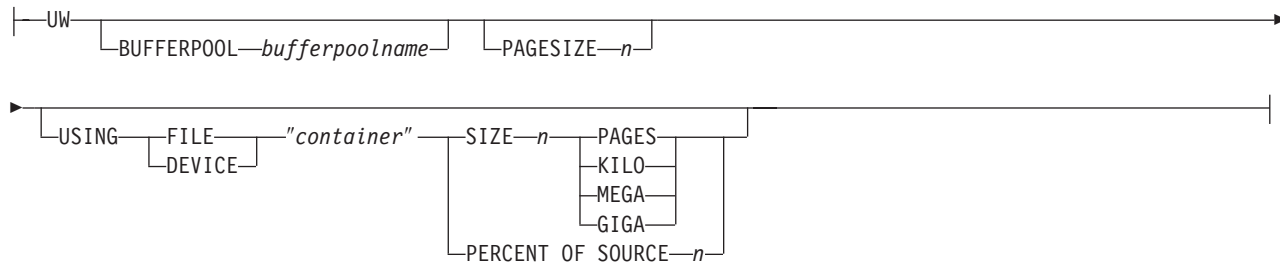 UW
BUFFERPOOL bufferpoolname PAGESIZE n
USING FILE "container" SIZE n PAGES
DEVICE KILO
MEGA
GIGA
PERCENT OF SOURCE n